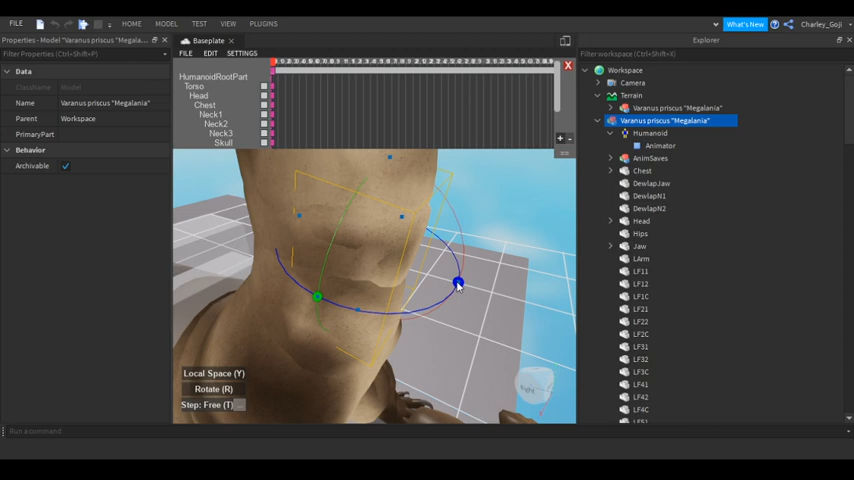 FILE HOME MODEL TEST VIEW PLUGINS What's New Charley_Goji
Properties - Model "Varanus priscus "Megala...
Filter Properties (Ctrl+Shift+P)
Data
ClassName Model
Name Varanus priscus "Megalania"
Parent Workspace
PrimaryPart
Behavior
Archivable
Baseplate
FILE EDIT SETTINGS
X
HumanoidRootPart
Torso
Head
Chest
Neck1
Neck2
Neck3
Skull
+ -
Right
Local Space (Y)
Rotate (R)
Step: Free (T) ...
Explorer
Filter workspace (Ctrl+Shift+X)
Workspace
Camera
Terrain
Varanus priscus "Megalania"
Varanus priscus "Megalania"
Humanoid
Animator
AnimSaves
Chest
DewlapJaw
DewlapN1
DewlapN2
Head
Hips
Jaw
LArm
LF11
LF12
LF1C
LF21
LF22
LF2C
LF31
LF32
LF3C
LF41
LF42
LF4C
LF51
Run a command